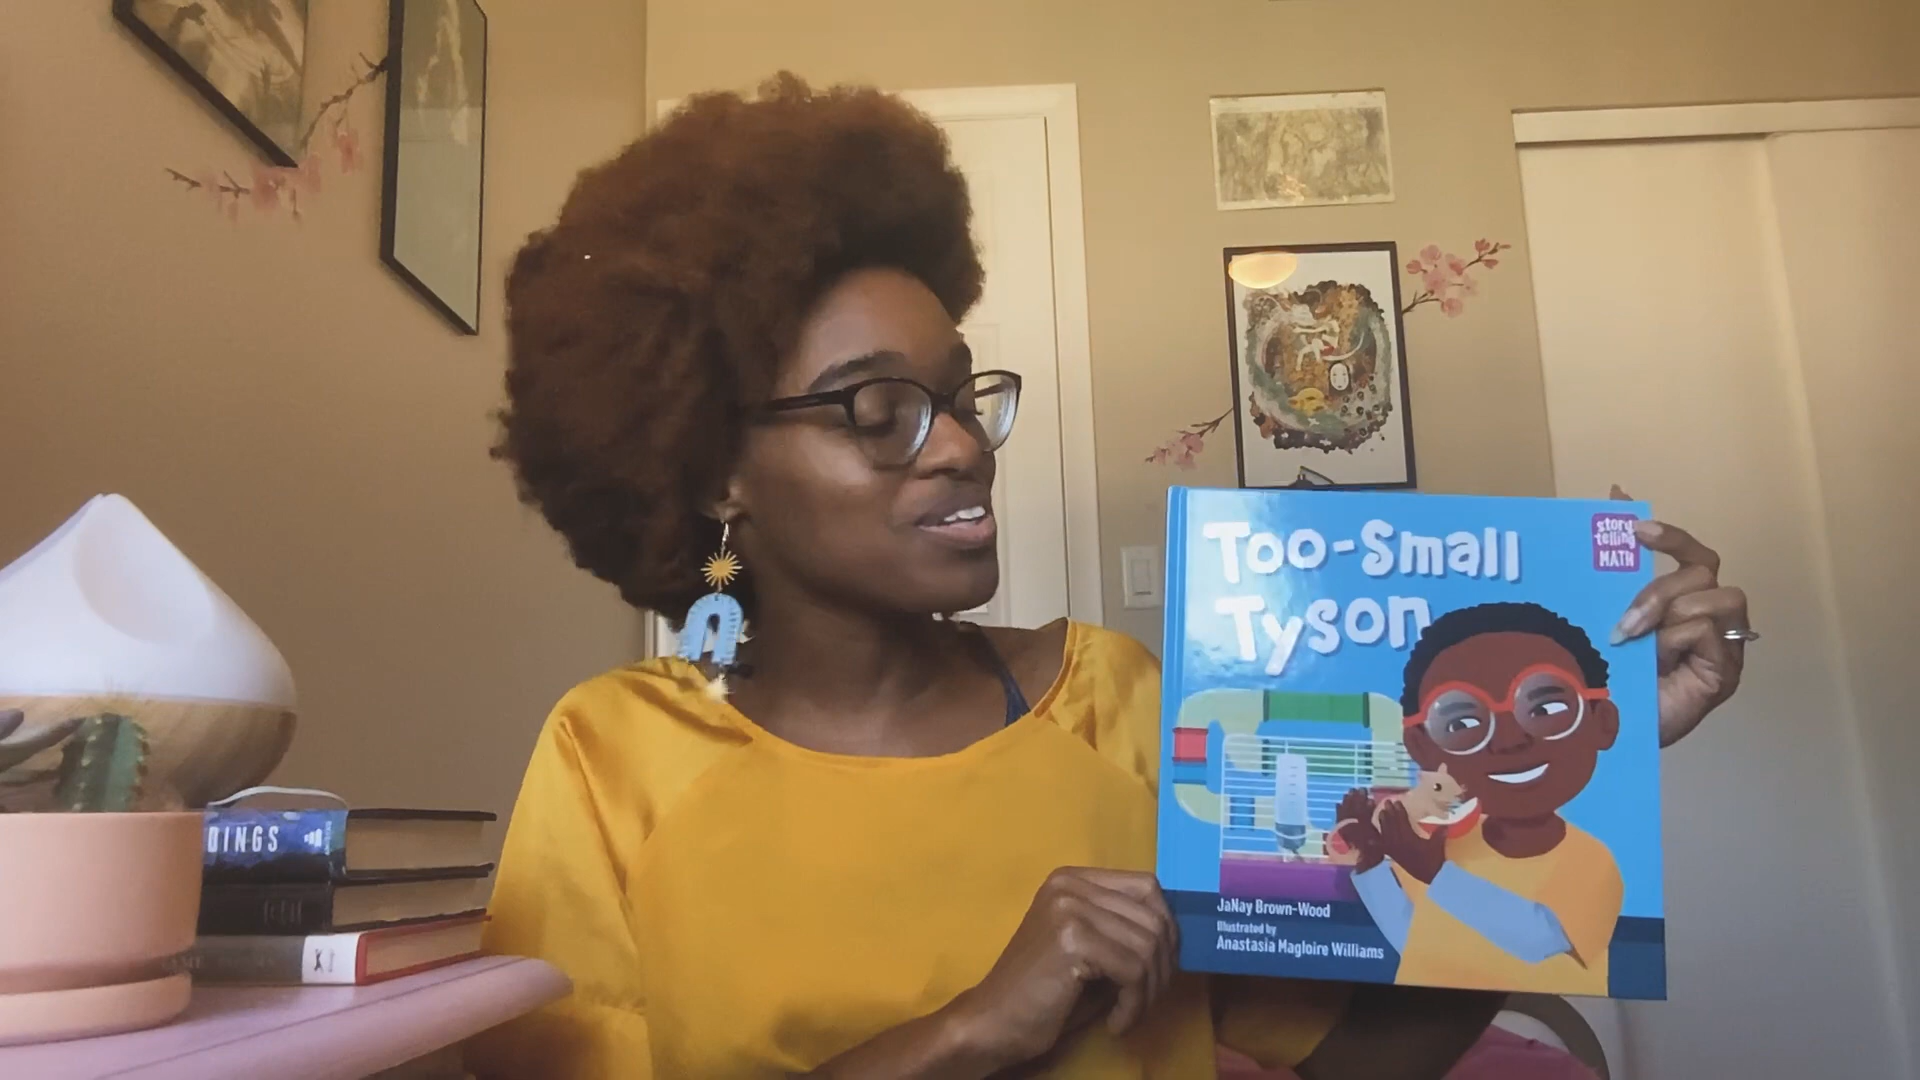 Too-Small
Tyson
story
telling
MATH
JaNay Brown-Wood
Illustrated by
Anastasia Magloire Williams
DINGS